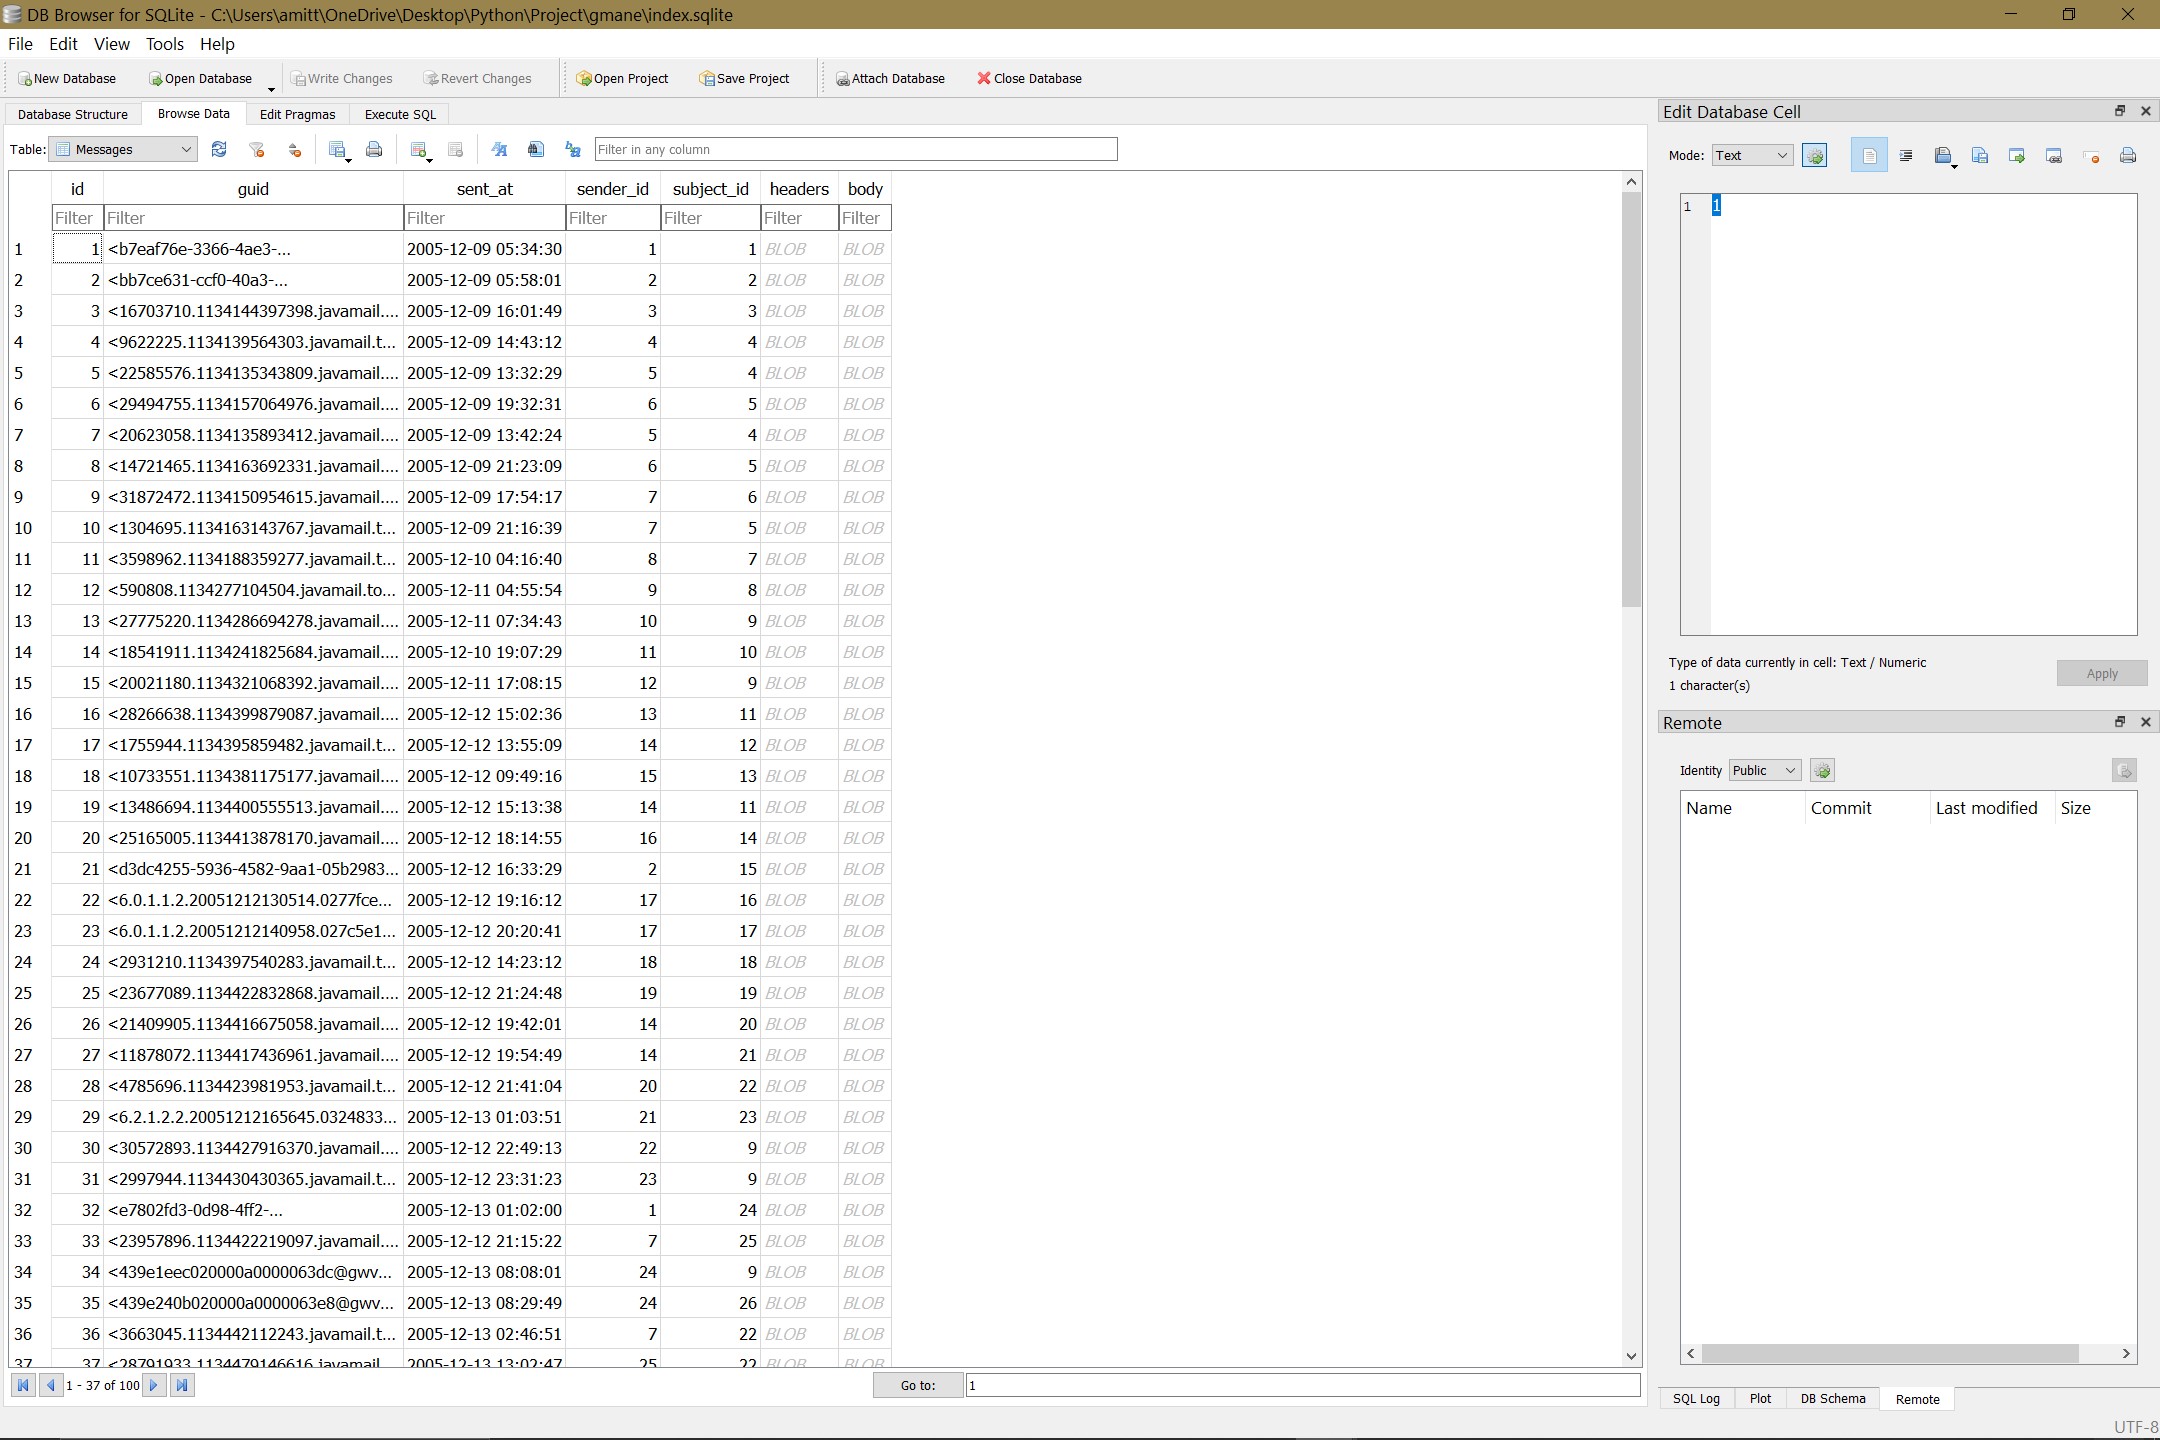 DB Browser for SQLite - C:\Users\amitt\OneDrive\Desktop\Python\Project\gmane\index.sqlite
File Edit View Tools Help
New Database Open Database Write Changes Revert Changes Open Project Save Project Attach Database Close Database
Database Structure Browse Data Edit Pragmas Execute SQL
Table: Messages Filter in any column
id guid sent_at sender_id subject_id headers body
Filter Filter Filter Filter Filter Filter Filter
1 1 <b7eaf76e-3366-4ae3-... 2005-12-09 05:34:30 1 1 BLOB BLOB
2 2 <bb7ce631-ccf0-40a3-... 2005-12-09 05:58:01 2 2 BLOB BLOB
3 3 <16703710.1134144397398.javamail.... 2005-12-09 16:01:49 3 3 BLOB BLOB
4 4 <9622225.1134139564303.javamail.t... 2005-12-09 14:43:12 4 4 BLOB BLOB
5 5 <22585576.1134135343809.javamail.... 2005-12-09 13:32:29 5 4 BLOB BLOB
6 6 <29494755.1134157064976.javamail.... 2005-12-09 19:32:31 6 5 BLOB BLOB
7 7 <20623058.1134135893412.javamail.... 2005-12-09 13:42:24 5 4 BLOB BLOB
8 8 <14721465.1134163692331.javamail.... 2005-12-09 21:23:09 6 5 BLOB BLOB
9 9 <31872472.1134150954615.javamail.... 2005-12-09 17:54:17 7 6 BLOB BLOB
10 10 <1304695.1134163143767.javamail.t... 2005-12-09 21:16:39 7 5 BLOB BLOB
11 11 <3598962.1134188359277.javamail.t... 2005-12-10 04:16:40 8 7 BLOB BLOB
12 12 <590808.1134277104504.javamail.to... 2005-12-11 04:55:54 9 8 BLOB BLOB
13 13 <27775220.1134286694278.javamail.... 2005-12-11 07:34:43 10 9 BLOB BLOB
14 14 <18541911.1134241825684.javamail.... 2005-12-10 19:07:29 11 10 BLOB BLOB
15 15 <20021180.1134321068392.javamail.... 2005-12-11 17:08:15 12 9 BLOB BLOB
16 16 <28266638.1134399879087.javamail.... 2005-12-12 15:02:36 13 11 BLOB BLOB
17 17 <1755944.1134395859482.javamail.t... 2005-12-12 13:55:09 14 12 BLOB BLOB
18 18 <10733551.1134381175177.javamail.... 2005-12-12 09:49:16 15 13 BLOB BLOB
19 19 <13486694.1134400555513.javamail.... 2005-12-12 15:13:38 14 11 BLOB BLOB
20 20 <25165005.1134413878170.javamail.... 2005-12-12 18:14:55 16 14 BLOB BLOB
21 21 <d3dc4255-5936-4582-9aa1-05b2983... 2005-12-12 16:33:29 2 15 BLOB BLOB
22 22 <6.0.1.1.2.20051212130514.0277fce... 2005-12-12 19:16:12 17 16 BLOB BLOB
23 23 <6.0.1.1.2.20051212140958.027c5e1... 2005-12-12 20:20:41 17 17 BLOB BLOB
24 24 <2931210.1134397540283.javamail.t... 2005-12-12 14:23:12 18 18 BLOB BLOB
25 25 <23677089.1134422832868.javamail.... 2005-12-12 21:24:48 19 19 BLOB BLOB
26 26 <21409905.1134416675058.javamail.... 2005-12-12 19:42:01 14 20 BLOB BLOB
27 27 <11878072.1134417436961.javamail.... 2005-12-12 19:54:49 14 21 BLOB BLOB
28 28 <4785696.1134423981953.javamail.t... 2005-12-12 21:41:04 20 22 BLOB BLOB
29 29 <6.2.1.2.2.20051212165645.0324833... 2005-12-13 01:03:51 21 23 BLOB BLOB
30 30 <30572893.1134427916370.javamail.... 2005-12-12 22:49:13 22 9 BLOB BLOB
31 31 <2997944.1134430430365.javamail.t... 2005-12-12 23:31:23 23 9 BLOB BLOB
32 32 <e7802fd3-0d98-4ff2-... 2005-12-13 01:02:00 1 24 BLOB BLOB
33 33 <23957896.1134422219097.javamail.... 2005-12-12 21:15:22 7 25 BLOB BLOB
34 34 <439e1eec020000a0000063dc@gwv... 2005-12-13 08:08:01 24 9 BLOB BLOB
35 35 <439e240b020000a0000063e8@gwv... 2005-12-13 08:29:49 24 26 BLOB BLOB
36 36 <3663045.1134442112243.javamail.t... 2005-12-13 02:46:51 7 22 BLOB BLOB
37 37 <28791933.1134479146616.javamail 2005-12-13 13:02:47 25 22 BLOB BLOB
1 - 37 of 100 Go to: 1
Edit Database Cell
Mode: Text
1 1
Type of data currently in cell: Text / Numeric
1 character(s)
Apply
Remote
Identity Public
Name Commit Last modified Size
SQL Log Plot DB Schema Remote
UTF-8